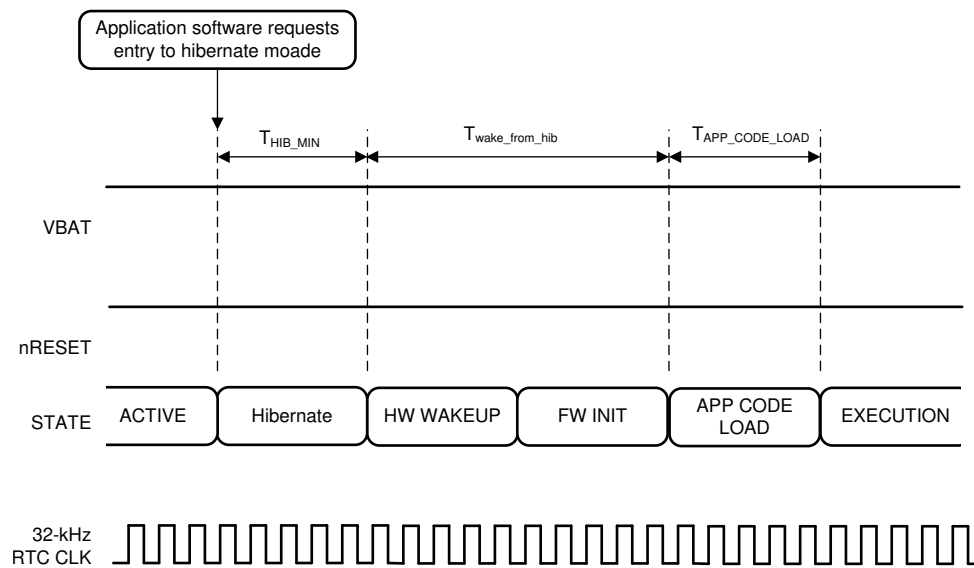 Application software requests
entry to hibernate moade
THIB_MIN
Twake_from_hib
TAPP_CODE_LOAD
VBAT
nRESET
STATE
ACTIVE
Hibernate
HW WAKEUP
FW INIT
APP CODE
LOAD
EXECUTION
32-kHz
RTC CLK